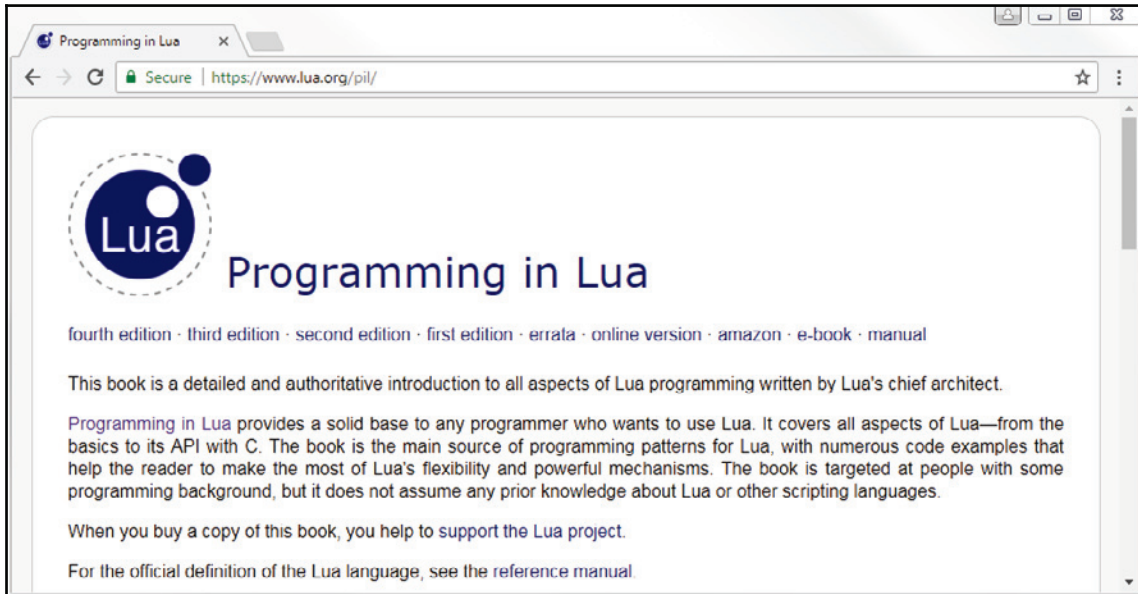 Programming in Lua
Secure | https://www.lua.org/pil/
Lua
Programming in Lua
fourth edition · third edition · second edition · first edition · errata · online version · amazon · e-book · manual
This book is a detailed and authoritative introduction to all aspects of Lua programming written by Lua's chief architect.
Programming in Lua provides a solid base to any programmer who wants to use Lua. It covers all aspects of Lua—from the
basics to its API with C. The book is the main source of programming patterns for Lua, with numerous code examples that
help the reader to make the most of Lua's flexibility and powerful mechanisms. The book is targeted at people with some
programming background, but it does not assume any prior knowledge about Lua or other scripting languages.
When you buy a copy of this book, you help to support the Lua project.
For the official definition of the Lua language, see the reference manual.